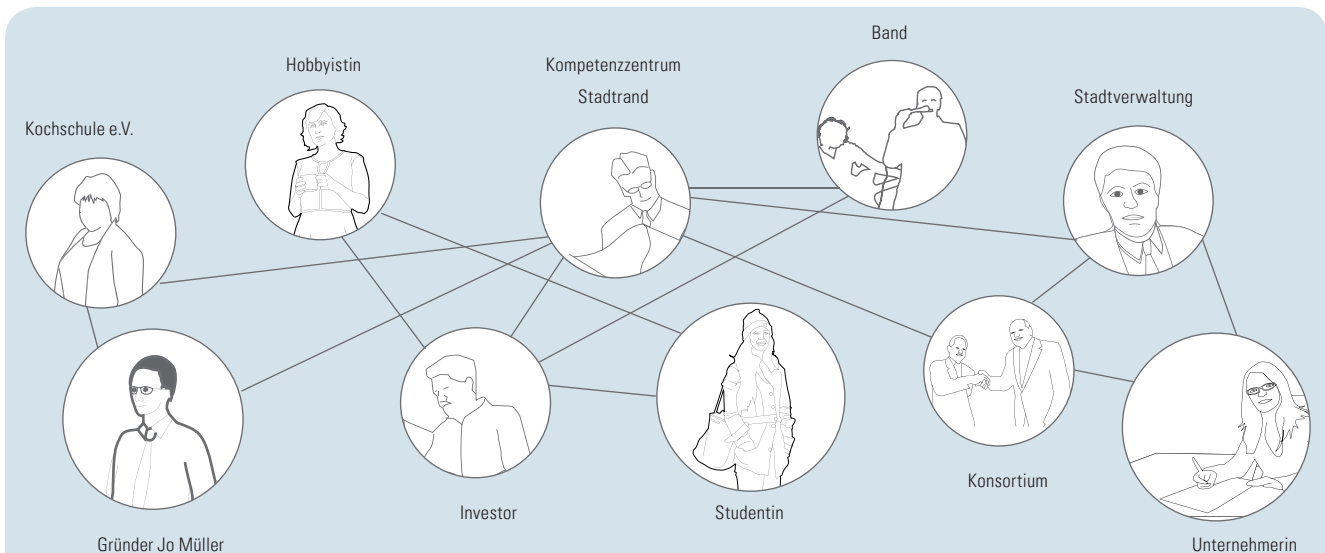 Band
Hobbyistin
Kompetenzzentrum
Stadtrand
Stadtverwaltung
Kochschule e.V.
Konsortium
Investor
Studentin
Gründer Jo Müller
Unternehmerin